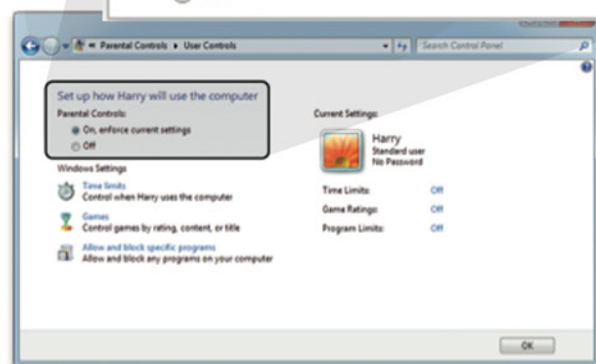 Parental Controls ▸ User Controls
Search Control Panel
Set up how Harry will use the computer
Parental Controls:
On, enforce current settings
Off
Windows Settings
Time limits
Control when Harry uses the computer
Games
Control games by rating, content, or title
Allow and block specific programs
Allow and block any programs on your computer
Current Settings:
Harry
Standard user
No Password
Time Limits: Off
Game Ratings: Off
Program Limits: Off
OK